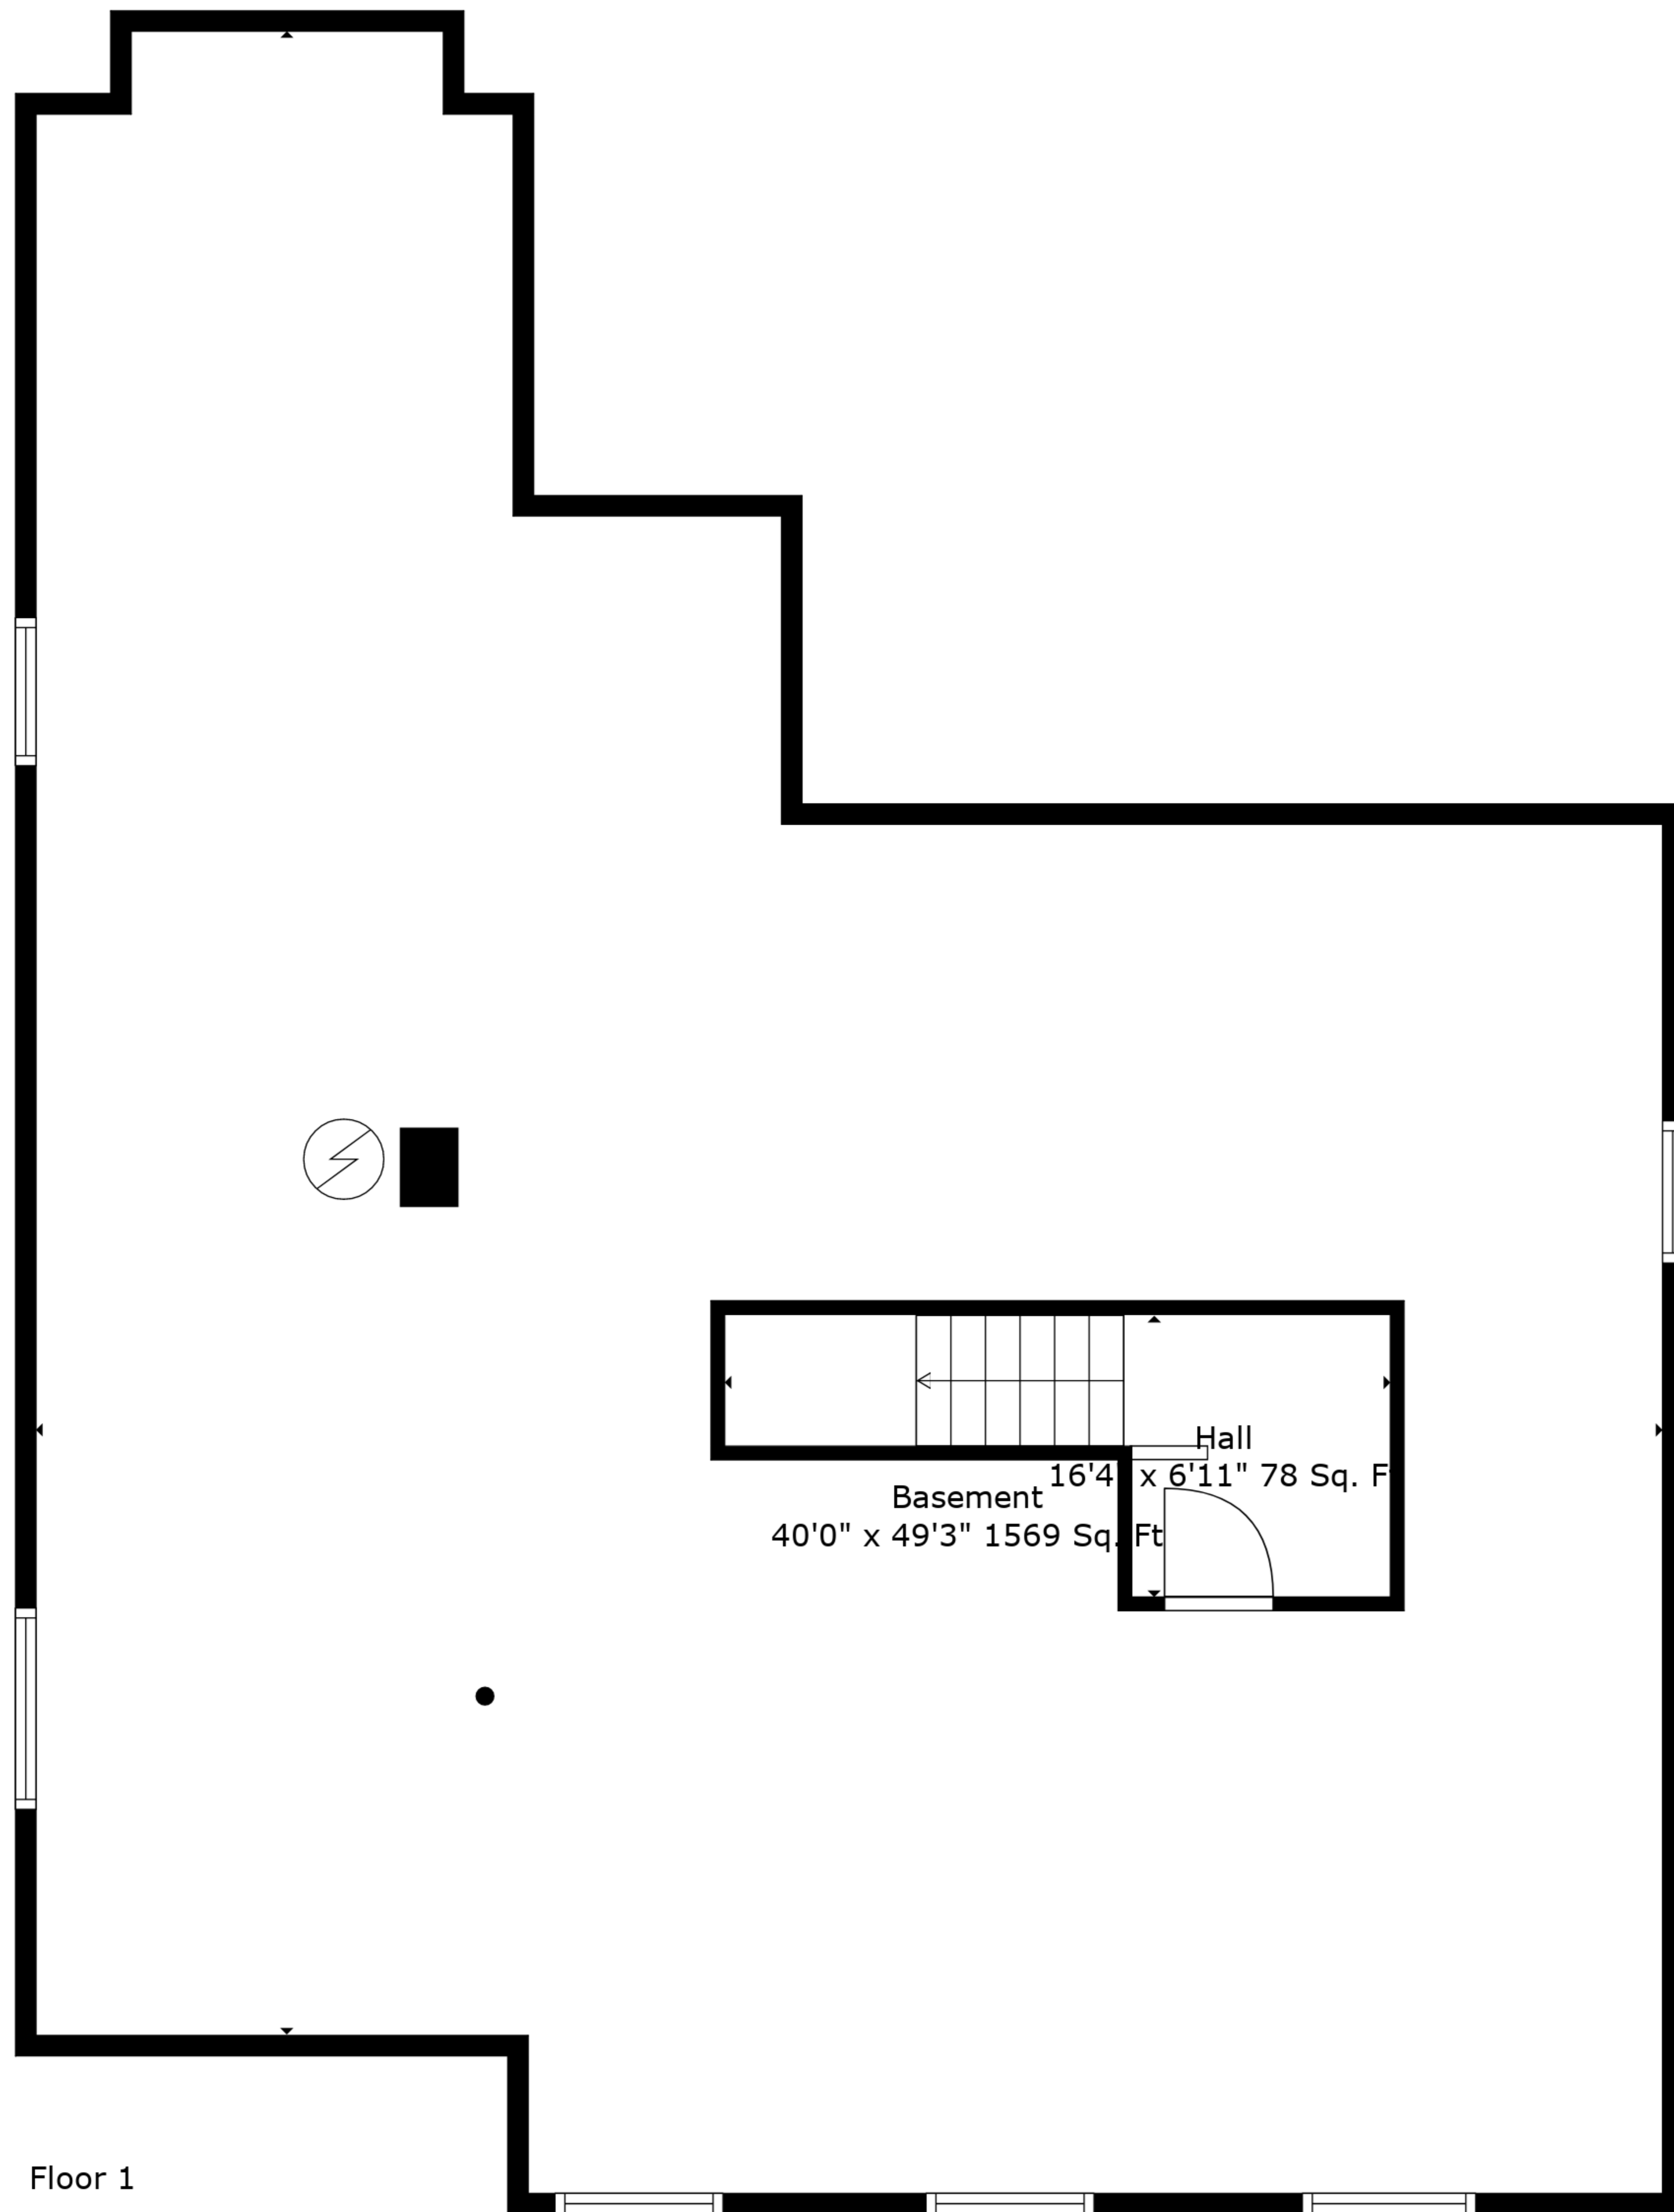 Hall
16'4" x 6'11" 78 Sq. Ft
Basement
40'0" x 49'3" 1569 Sq. Ft
Floor 1